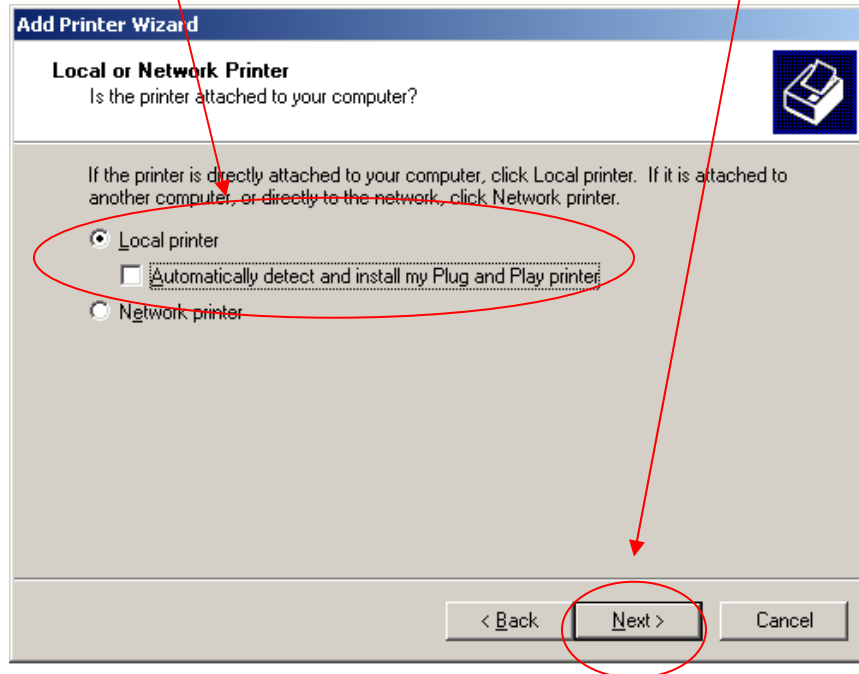 Add Printer Wizard
Local or Network Printer
Is the printer attached to your computer?
If the printer is directly attached to your computer, click Local printer. If it is attached to
another computer, or directly to the network, click Network printer.
Local printer
Automatically detect and install my Plug and Play printer
Network printer
< Back Next > Cancel